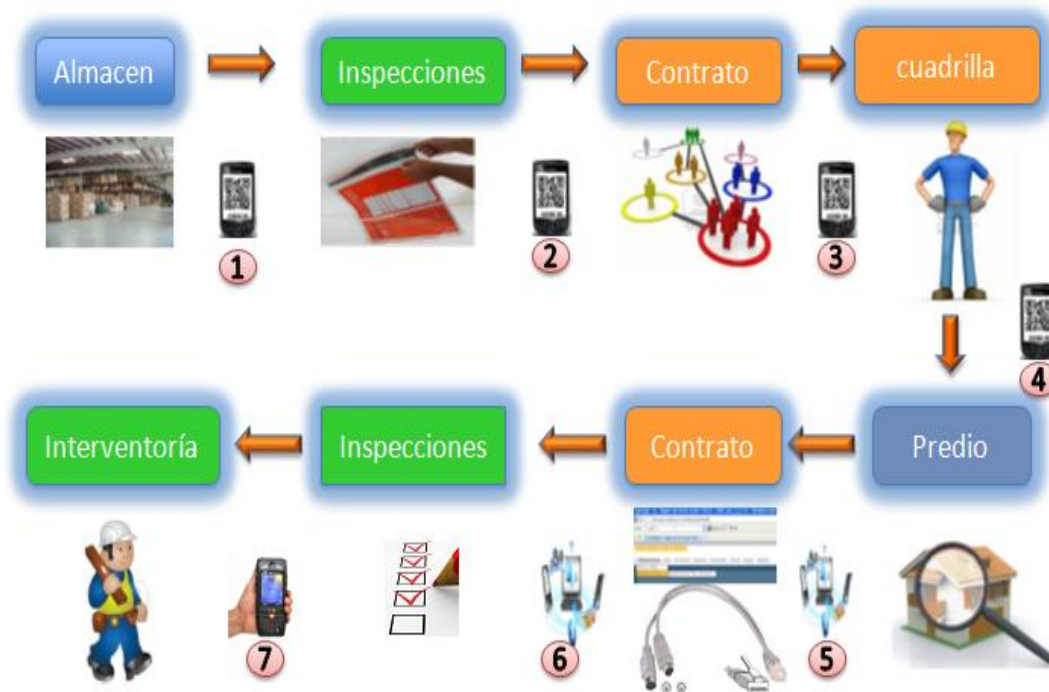 Almacen
Inspecciones
Contrato
cuadrilla
1
2
3
4
Interventoría
Inspecciones
Contrato
Predio
7
6
5